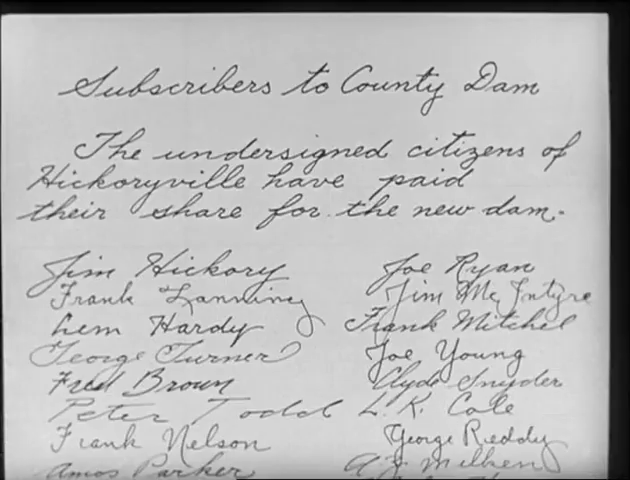 Subscribers to County Dam
The undersigned citizens of
Hickoryville have paid
their share for the new dam.
Jim Hickory Joe Ryan
Frank Lanning Jim McIntyre
Lem Hardy Frank Mitchel
George Turner Joe Young
Fred Brown Clyde Snyder
Peter Todd L.K. Cole
Frank Nelson George Reddy
Amos Parker